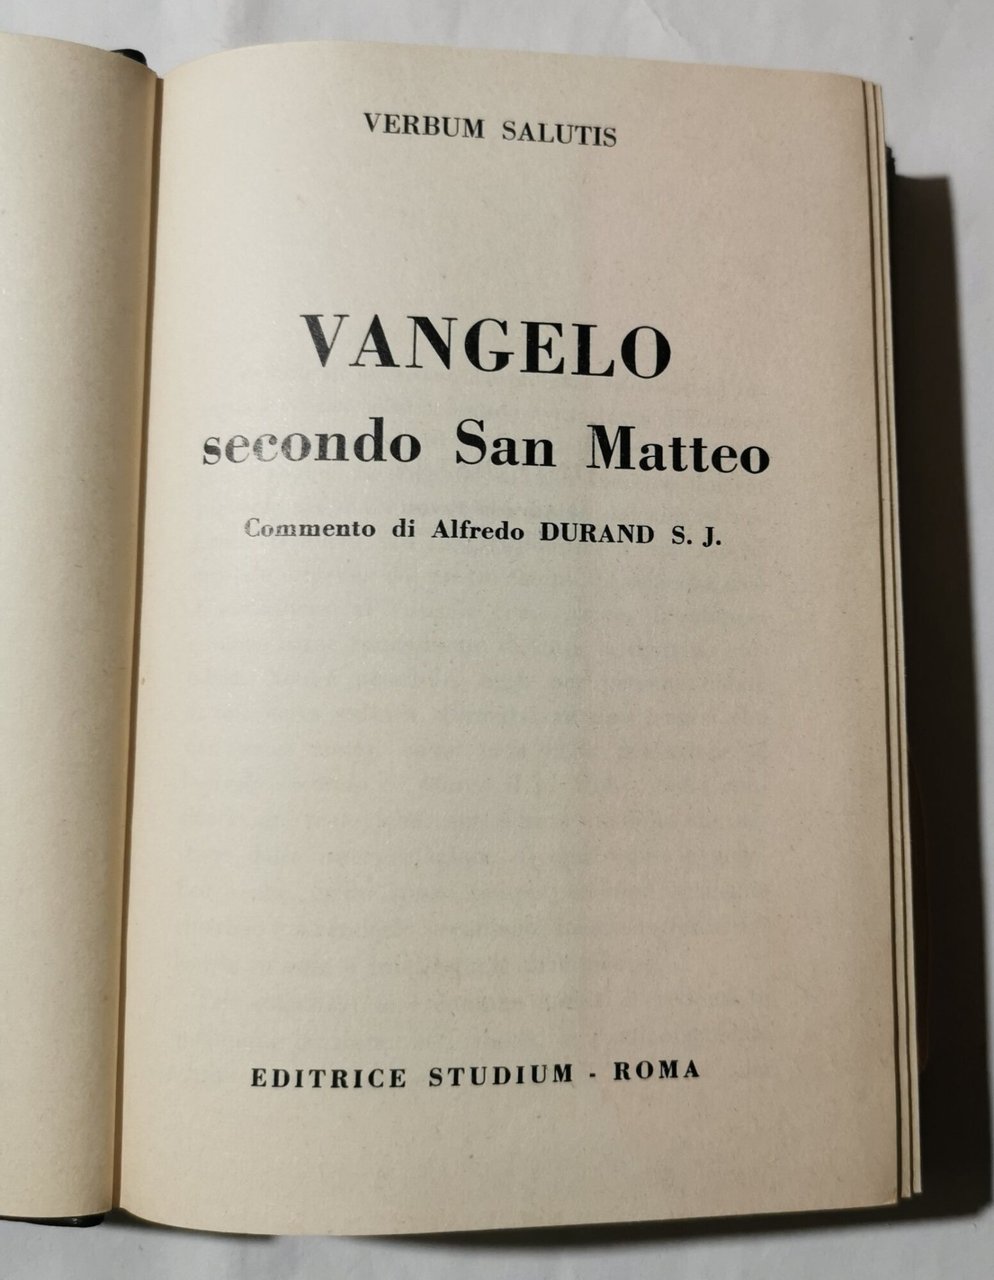 VERBUM SALUTIS
VANGELO
secondo San Matteo
Commento di Alfredo DURAND S. J.
EDITRICE STUDIUM - ROMA